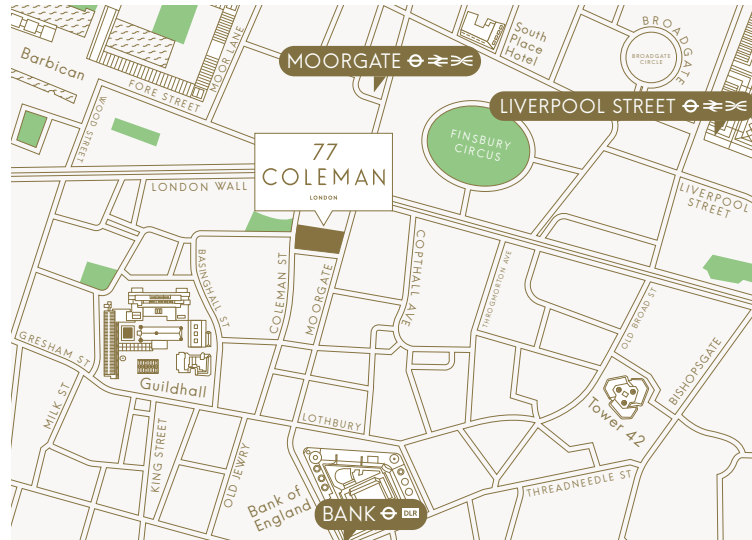 Barbican
MOOR LANE
FORE STREET
WOOD STREET
MOORGATE
South
Place
Hotel
BROADGATE
BROADGATE
CIRCLE
LIVERPOOL STREET
FINSBURY
CIRCUS
77
COLEMAN
LONDON
LONDON WALL
LIVERPOOL
STREET
BASINGHALL ST
COLEMAN ST
MOORGATE
COPTHALL AVE
THROGMORTON AVE
OLD BROAD ST
BISHOPSGATE
GRESHAM ST
Guildhall
MILK ST
KING STREET
OLD JEWRY
LOTHBURY
Tower 42
THREADNEEDLE ST
Bank of
England
BANK DLR